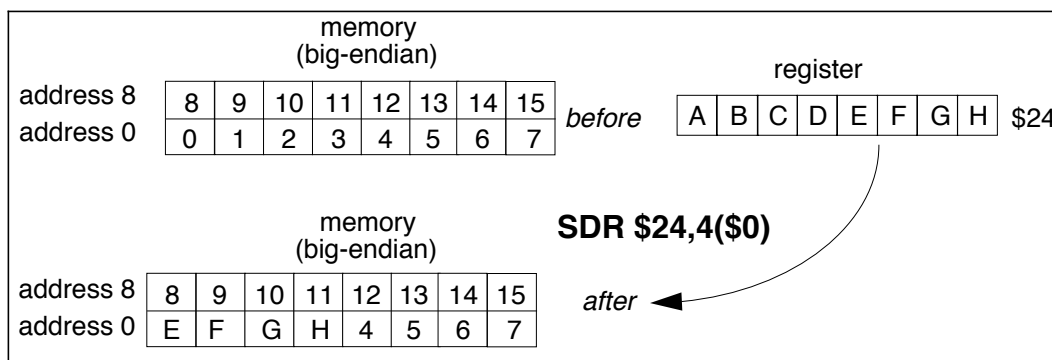 memory
(big-endian)
register
address 8 8 9 10 11 12 13 14 15
address 0 0 1 2 3 4 5 6 7
before
A B C D E F G H $24
SDR $24,4($0)
memory
(big-endian)
address 8 8 9 10 11 12 13 14 15
address 0 E F G H 4 5 6 7
after